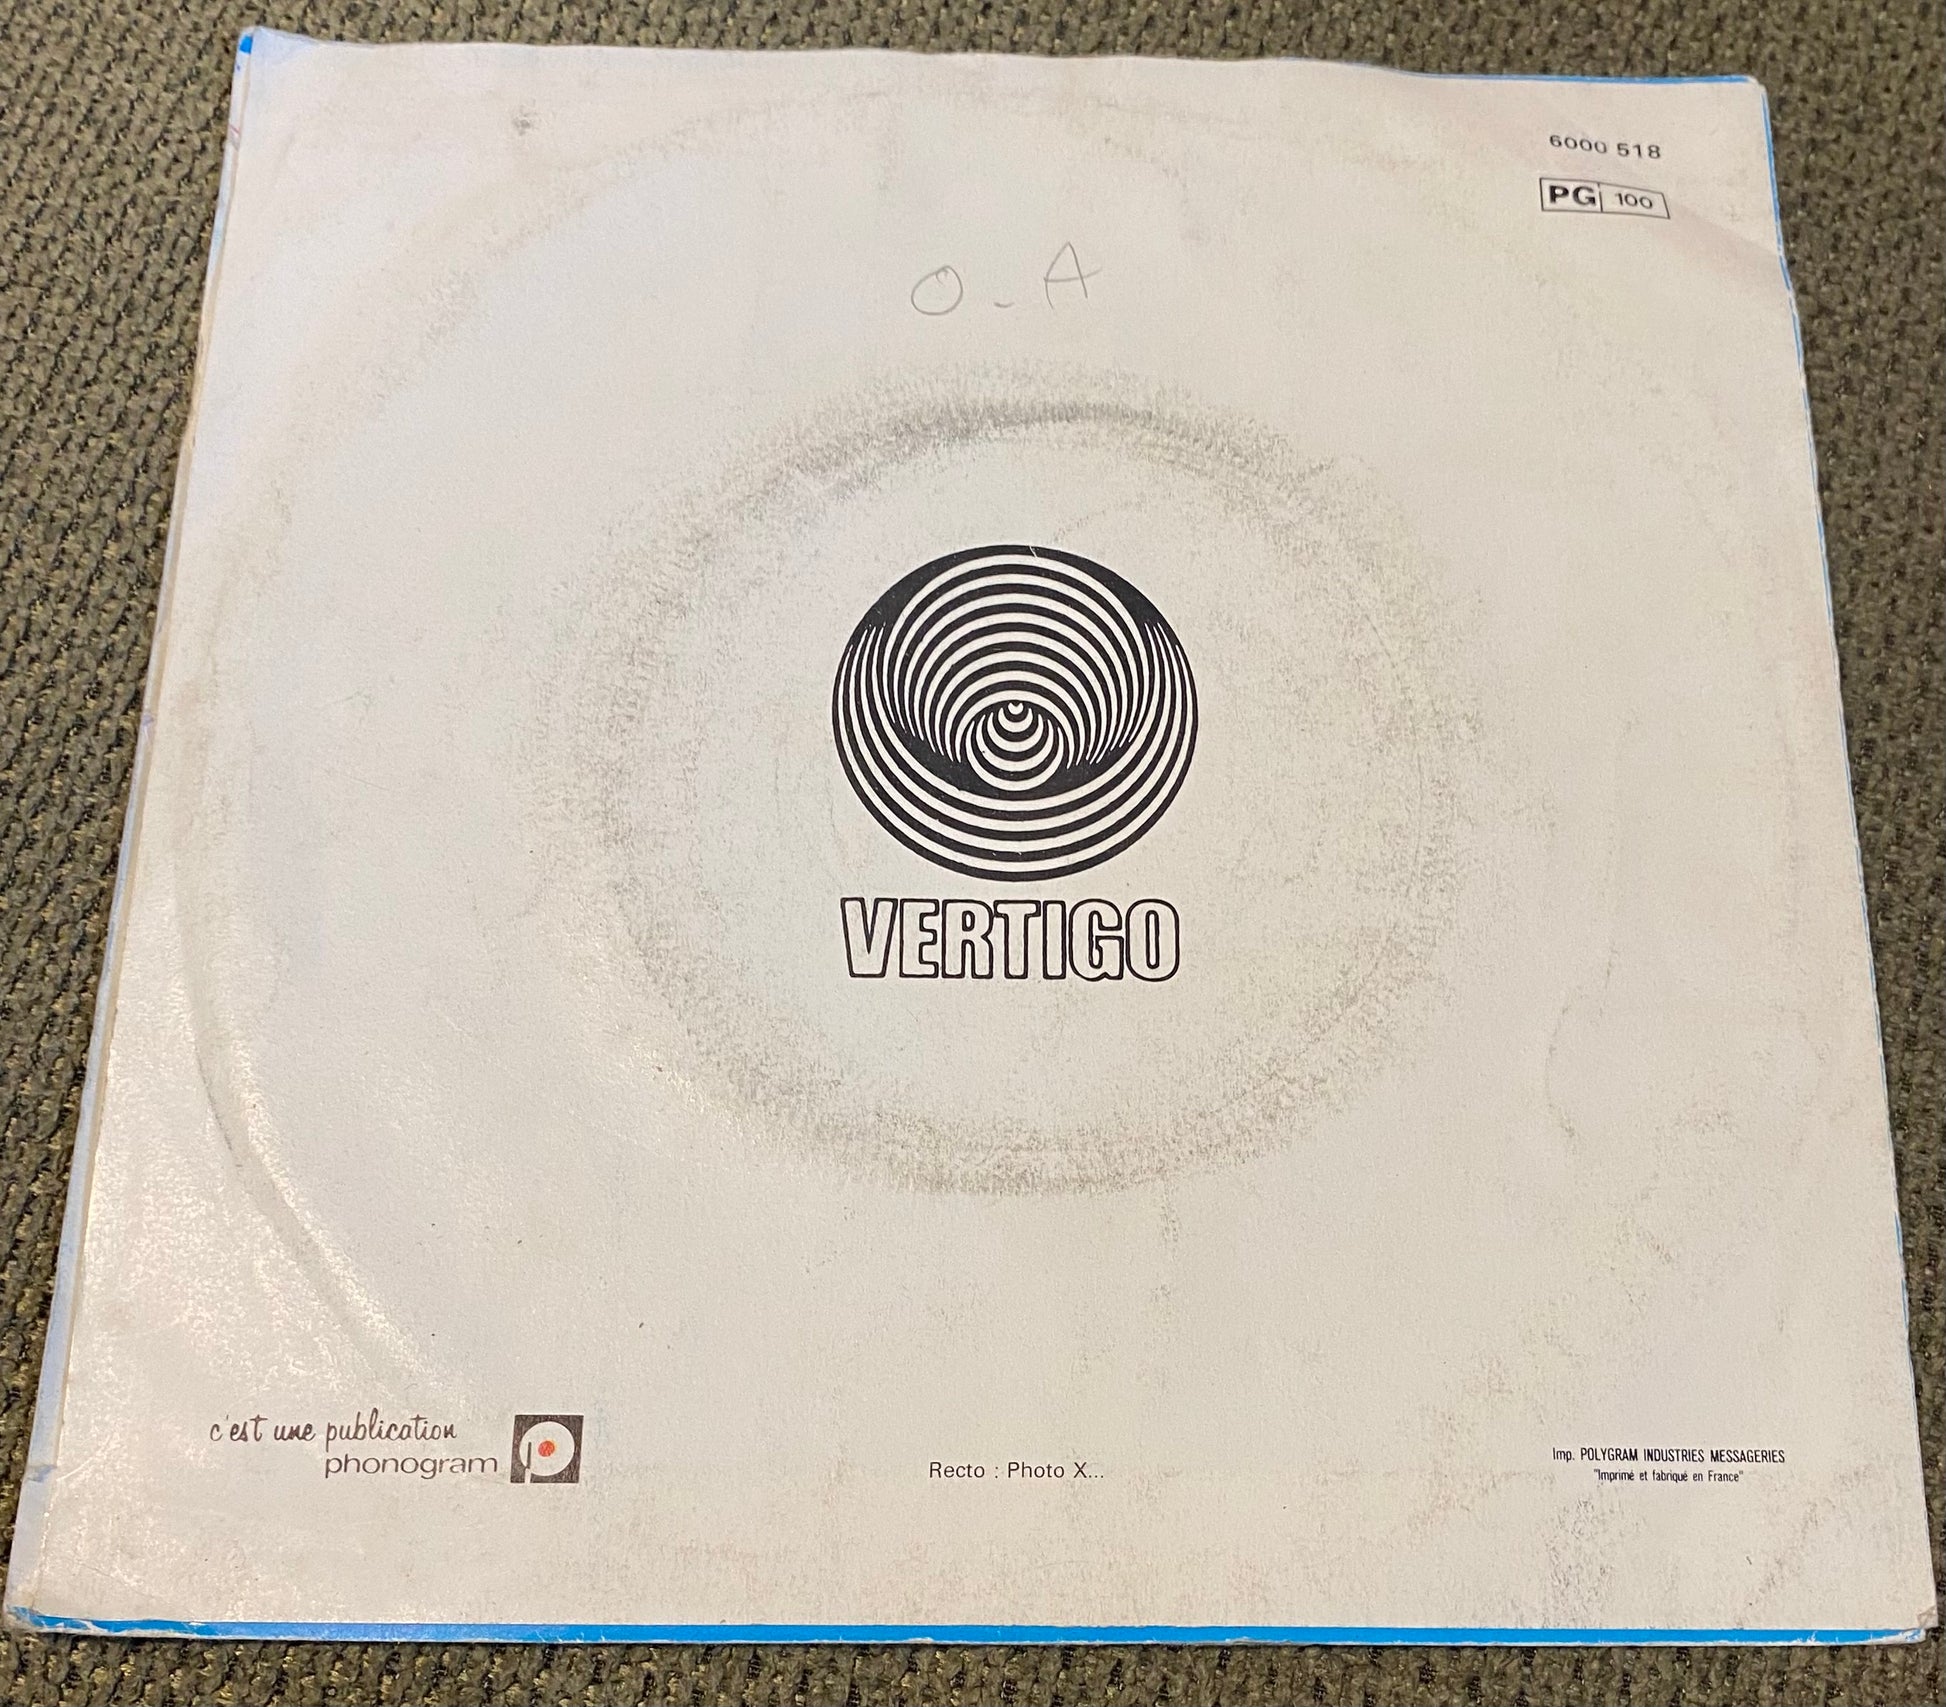 6000 518
PG 100
O - A
VERTIGO
c'est une publication
phonogram
Recto : Photo X...
Imp. POLYGRAM INDUSTRIES MESSAGERIES
"Imprimé et fabriqué en France"